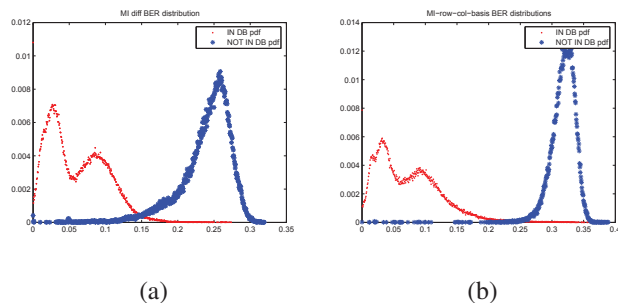 MI diff BER distribution
IN DB pdf
NOT IN DB pdf
0.012
0.01
0.008
0.006
0.004
0.002
0
0 0.05 0.1 0.15 0.2 0.25 0.3 0.35
(a)
MI-row-col-basis BER distributions
IN DB pdf
NOT IN DB pdf
0.014
0.012
0.01
0.008
0.006
0.004
0.002
0
0 0.05 0.1 0.15 0.2 0.25 0.3 0.35 0.4
(b)